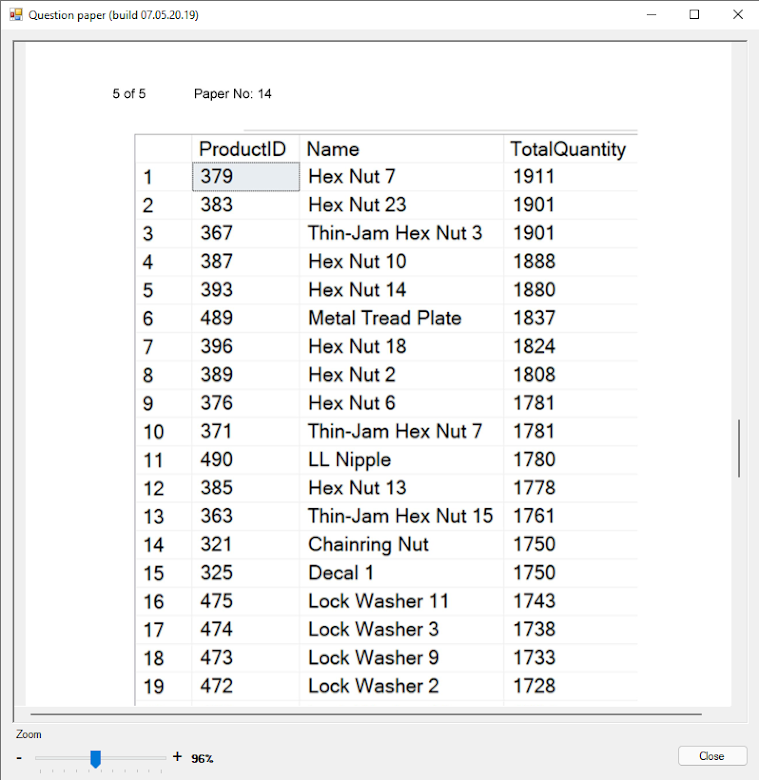 Question paper (build 07.05.20.19)
5 of 5 Paper No: 14
ProductID Name TotalQuantity
1 379 Hex Nut 7 1911
2 383 Hex Nut 23 1901
3 367 Thin-Jam Hex Nut 3 1901
4 387 Hex Nut 10 1888
5 393 Hex Nut 14 1880
6 489 Metal Tread Plate 1837
7 396 Hex Nut 18 1824
8 389 Hex Nut 2 1808
9 376 Hex Nut 6 1781
10 371 Thin-Jam Hex Nut 7 1781
11 490 LL Nipple 1780
12 385 Hex Nut 13 1778
13 363 Thin-Jam Hex Nut 15 1761
14 321 Chainring Nut 1750
15 325 Decal 1 1750
16 475 Lock Washer 11 1743
17 474 Lock Washer 3 1738
18 473 Lock Washer 9 1733
19 472 Lock Washer 2 1728
Zoom
- + 96% Close